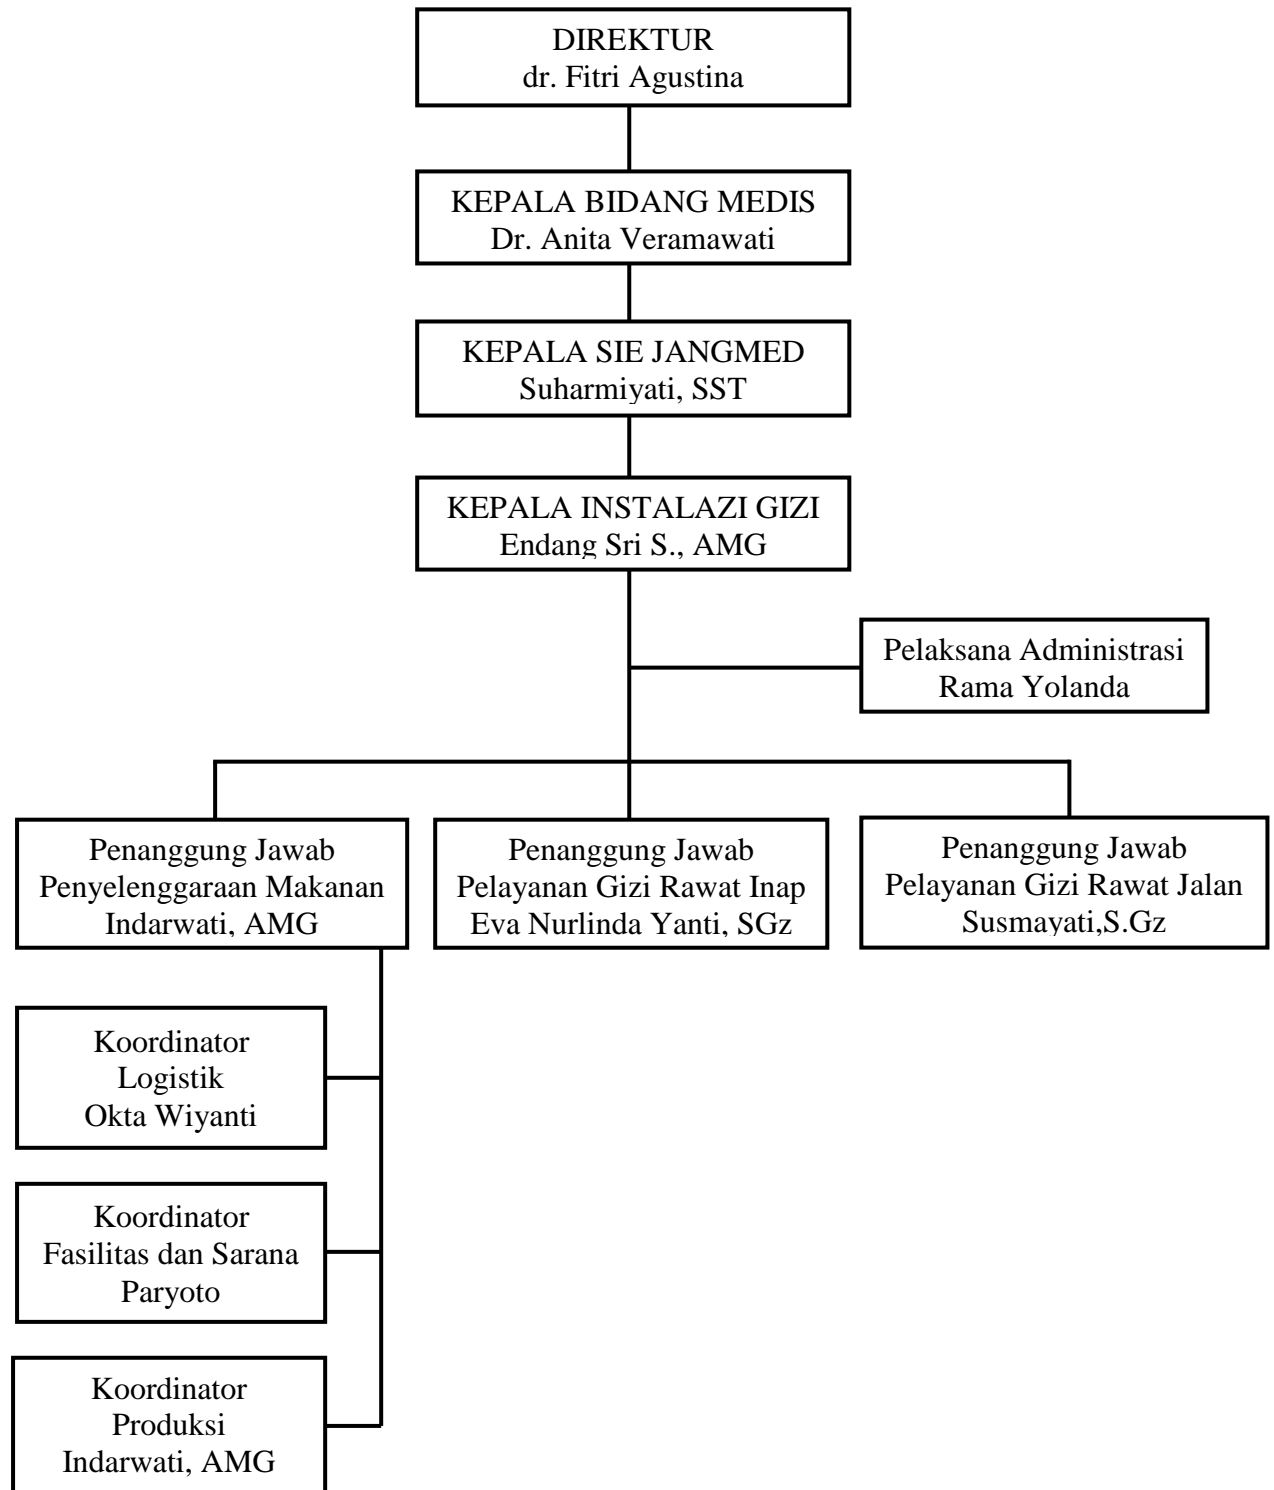 DIREKTUR
dr. Fitri Agustina
KEPALA BIDANG MEDIS
Dr. Anita Veramawati
KEPALA SIE JANGMED
Suharmiyati, SST
KEPALA INSTALAZI GIZI
Endang Sri S., AMG
Pelaksana Administrasi
Rama Yolanda
Penanggung Jawab
Penyelenggaraan Makanan
Indarwati, AMG
Penanggung Jawab
Pelayanan Gizi Rawat Inap
Eva Nurlinda Yanti, SGz
Penanggung Jawab
Pelayanan Gizi Rawat Jalan
Susmayati,S.Gz
Koordinator
Logistik
Okta Wiyanti
Koordinator
Fasilitas dan Sarana
Paryoto
Koordinator
Produksi
Indarwati, AMG